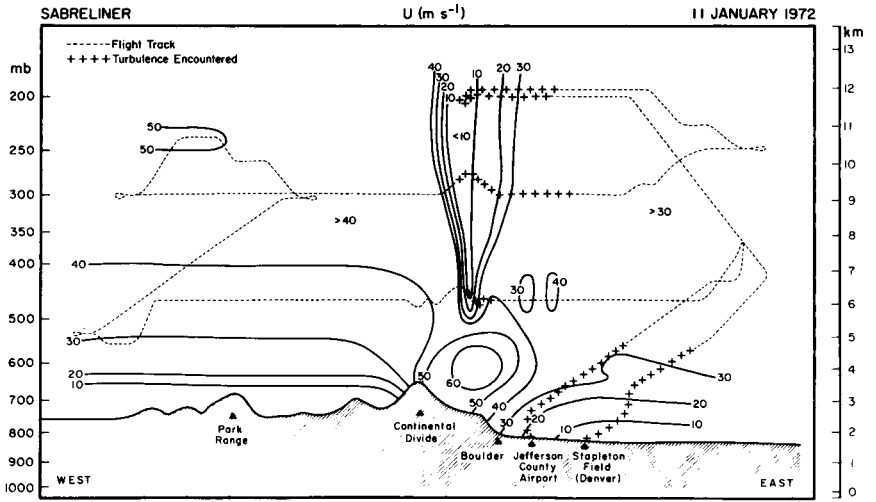 SABRELINER U (m s⁻¹) 11 JANUARY 1972
-------Flight Track
++++Turbulence Encountered
mb
200
250
300
350
400
500
600
700
800
900
1000
km
13
12
11
10
9
8
7
6
5
4
3
2
1
0
40
30
20
10
10
20
30
<10
50
50
>40
>30
40
30
20
10
30
40
50
60
50
40
30
20
10
30
20
10
Park
Range
Continental
Divide
Boulder
Jefferson
County
Airport
Stapleton
Field
(Denver)
WEST
EAST